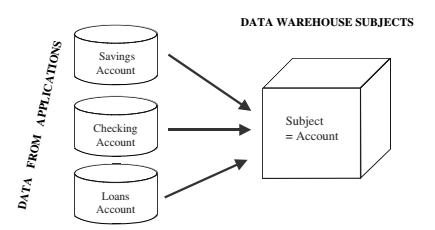 DATA WAREHOUSE SUBJECTS
DATA FROM APPLICATIONS
Savings
Account
Checking
Account
Loans
Account
Subject
= Account